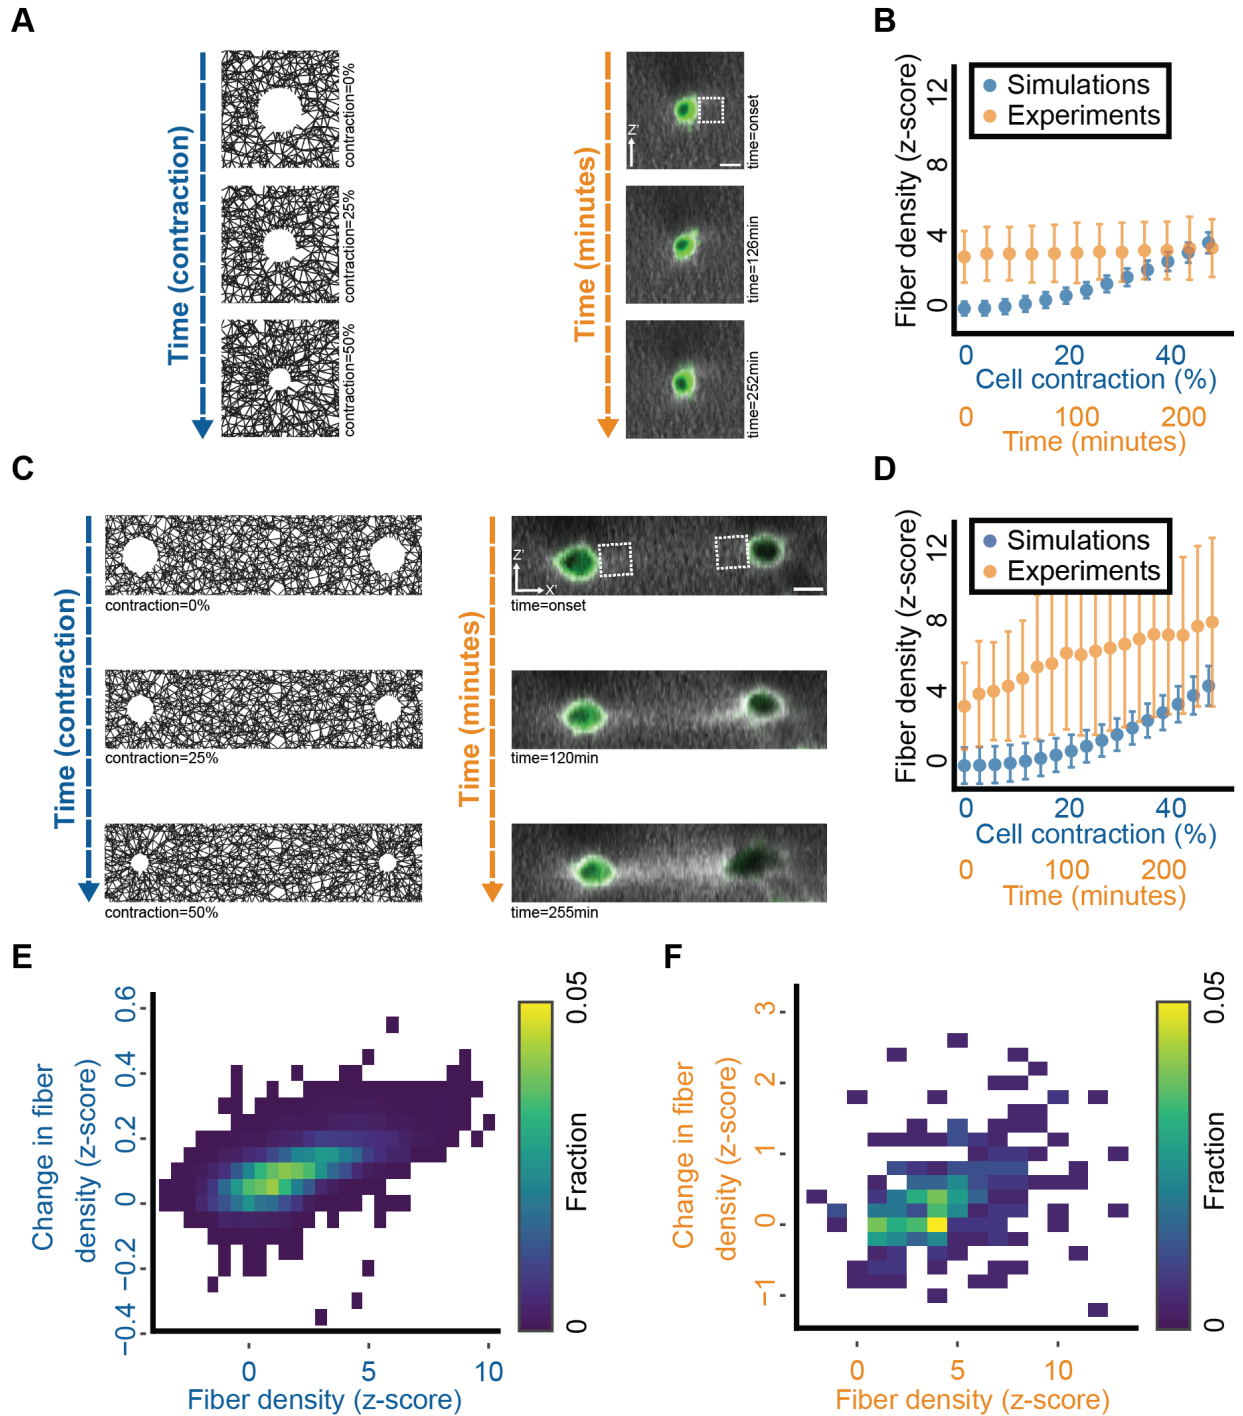 A
Time (contraction)
contraction=0%
contraction=25%
contraction=50%
Time (minutes)
Z'
time=onset
time=126min
time=252min
B
Fiber density (z-score)
12
8
4
0
Simulations
Experiments
0 20 40
Cell contraction (%)
0 100 200
Time (minutes)
C
Time (contraction)
contraction=0%
contraction=25%
contraction=50%
Time (minutes)
Z'
X'
time=onset
time=120min
time=255min
D
Fiber density (z-score)
12
8
4
0
Simulations
Experiments
0 20 40
Cell contraction (%)
0 100 200
Time (minutes)
E
Change in fiber
density (z-score)
0.6
0.4
0.2
0
−0.2
−0.4
0 5 10
Fiber density (z-score)
0.05
Fraction
0
F
Change in fiber
density (z-score)
3
2
1
0
−1
0 5 10
Fiber density (z-score)
0.05
Fraction
0